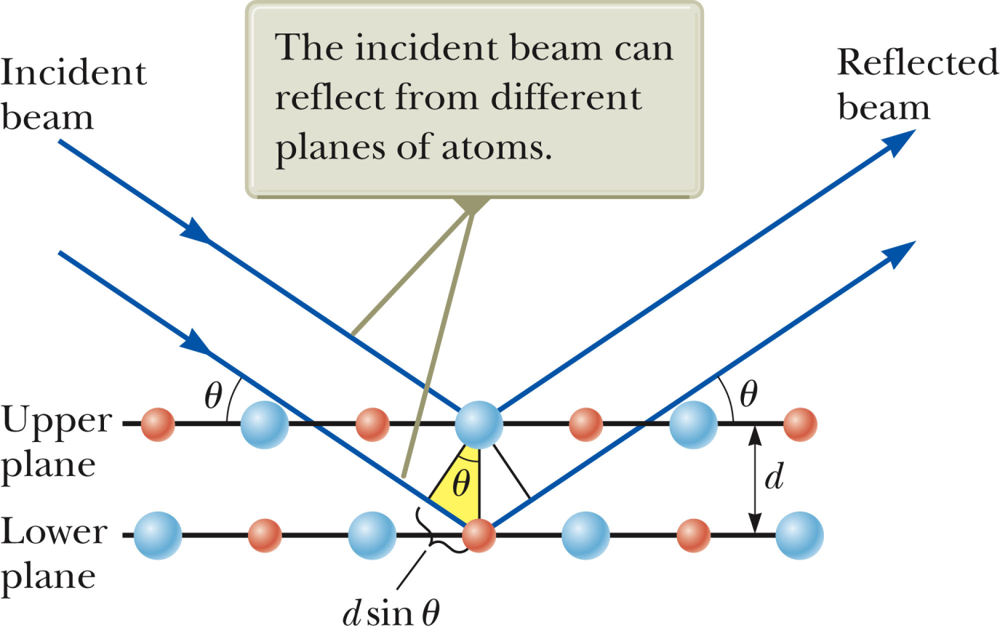 The incident beam can
reflect from different
planes of atoms.
Incident
beam
Reflected
beam
θ
θ
Upper
plane
θ
d
Lower
plane
d sin θ